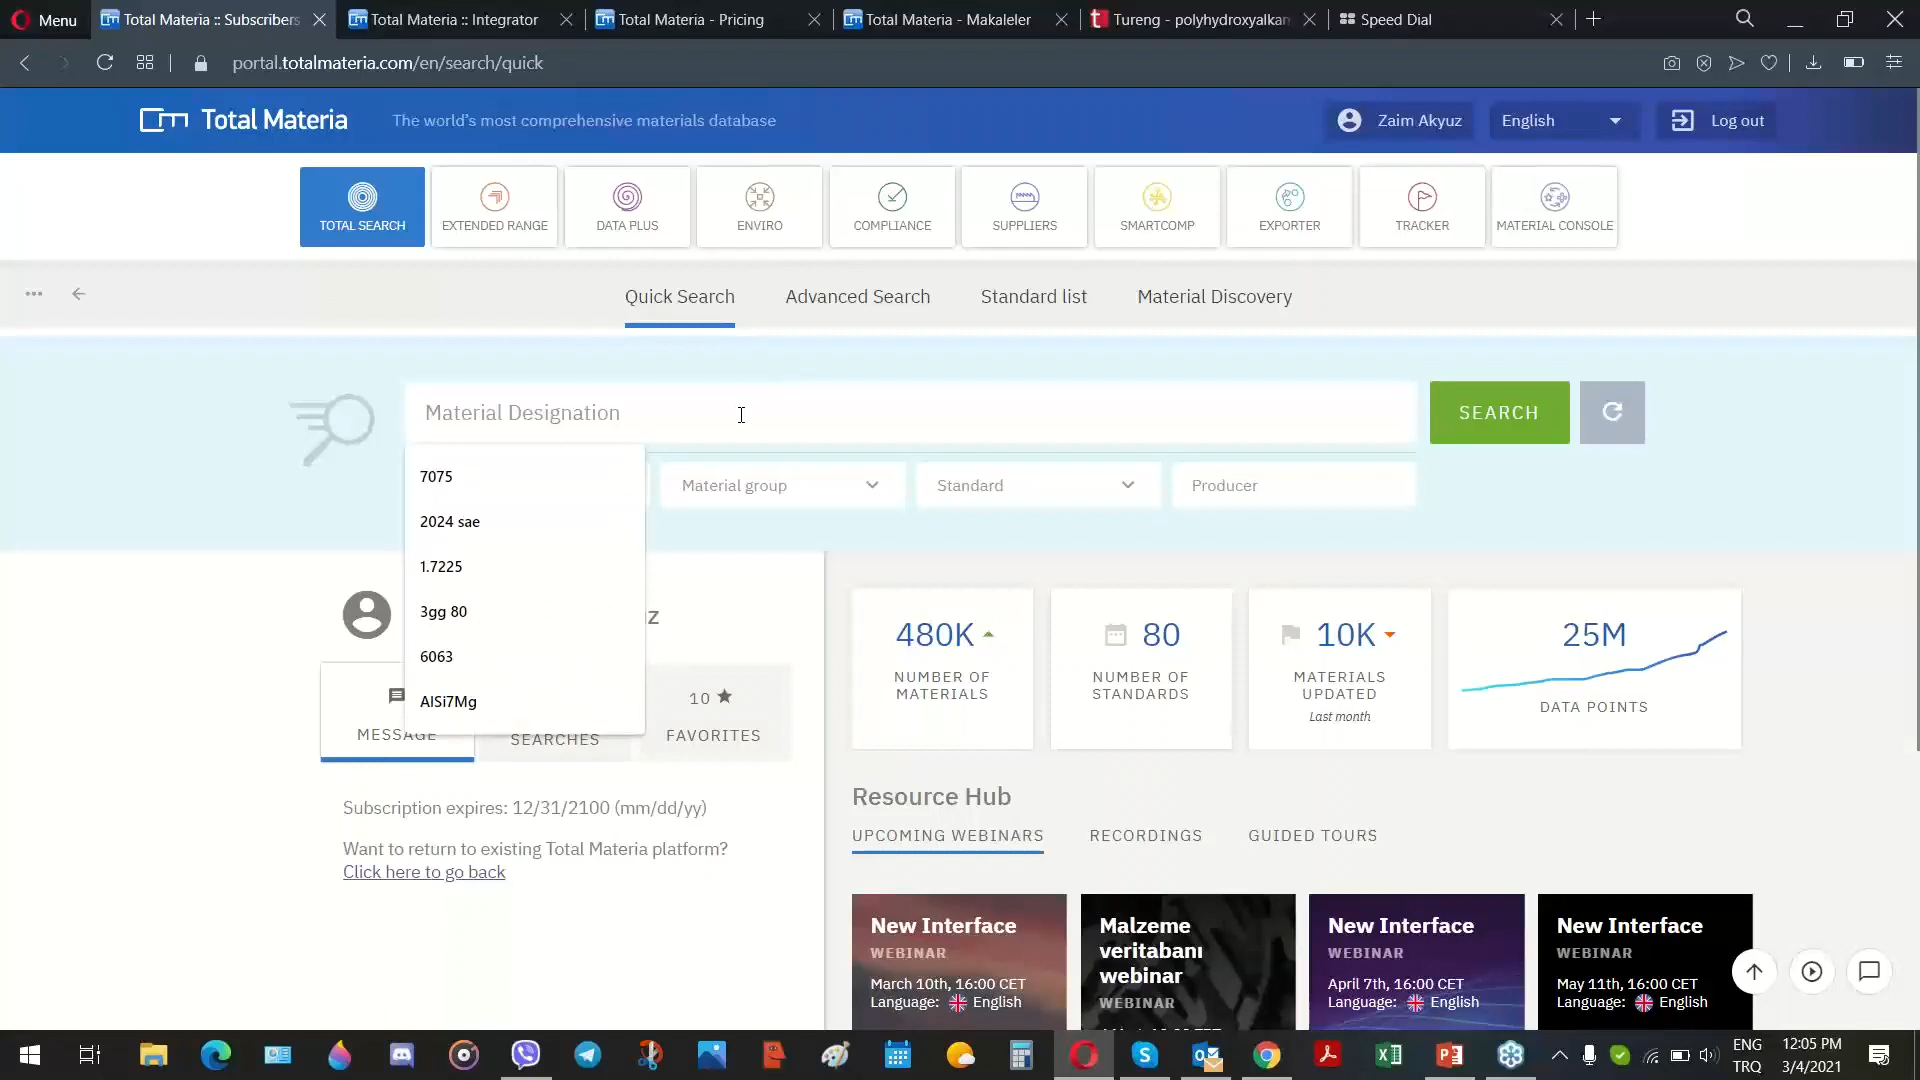 Menu
Total Materia :: Subscribers
Total Materia :: Integrator
Total Materia - Pricing
Total Materia - Makaleler
Tureng - polyhydroxyalkan
Speed Dial
portal.totalmateria.com/en/search/quick
Total Materia
The world's most comprehensive materials database
Zaim Akyuz
English
Log out
TOTAL SEARCH
EXTENDED RANGE
DATA PLUS
ENVIRO
COMPLIANCE
SUPPLIERS
SMARTCOMP
EXPORTER
TRACKER
MATERIAL CONSOLE
Quick Search
Advanced Search
Standard list
Material Discovery
Material Designation
SEARCH
7075
2024 sae
1.7225
3gg 80
6063
AlSi7Mg
Material group
Standard
Producer
z
MESSAGE
SEARCHES
10
FAVORITES
Subscription expires: 12/31/2100 (mm/dd/yy)
Want to return to existing Total Materia platform?
Click here to go back
480K
NUMBER OF
MATERIALS
80
NUMBER OF
STANDARDS
10K
MATERIALS
UPDATED
Last month
25M
DATA POINTS
Resource Hub
UPCOMING WEBINARS
RECORDINGS
GUIDED TOURS
New Interface
WEBINAR
March 10th, 16:00 CET
Language: English
Malzeme
veritabanı
webinar
WEBINAR
New Interface
WEBINAR
April 7th, 16:00 CET
Language: English
New Interface
WEBINAR
May 11th, 16:00 CET
Language: English
ENG
TRQ
12:05 PM
3/4/2021